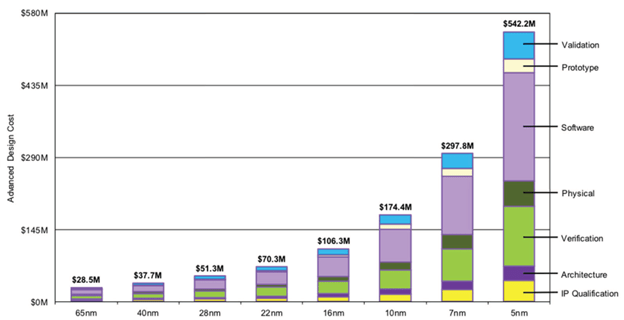 $580M
$542.2M
Validation
Prototype
$435M
Software
Advanced Design Cost
$290M
$297.8M
Physical
$174.4M
$145M
Verification
$106.3M
$70.3M
$51.3M
$37.7M
$28.5M
Architecture
IP Qualification
$0M
65nm 40nm 28nm 22nm 16nm 10nm 7nm 5nm